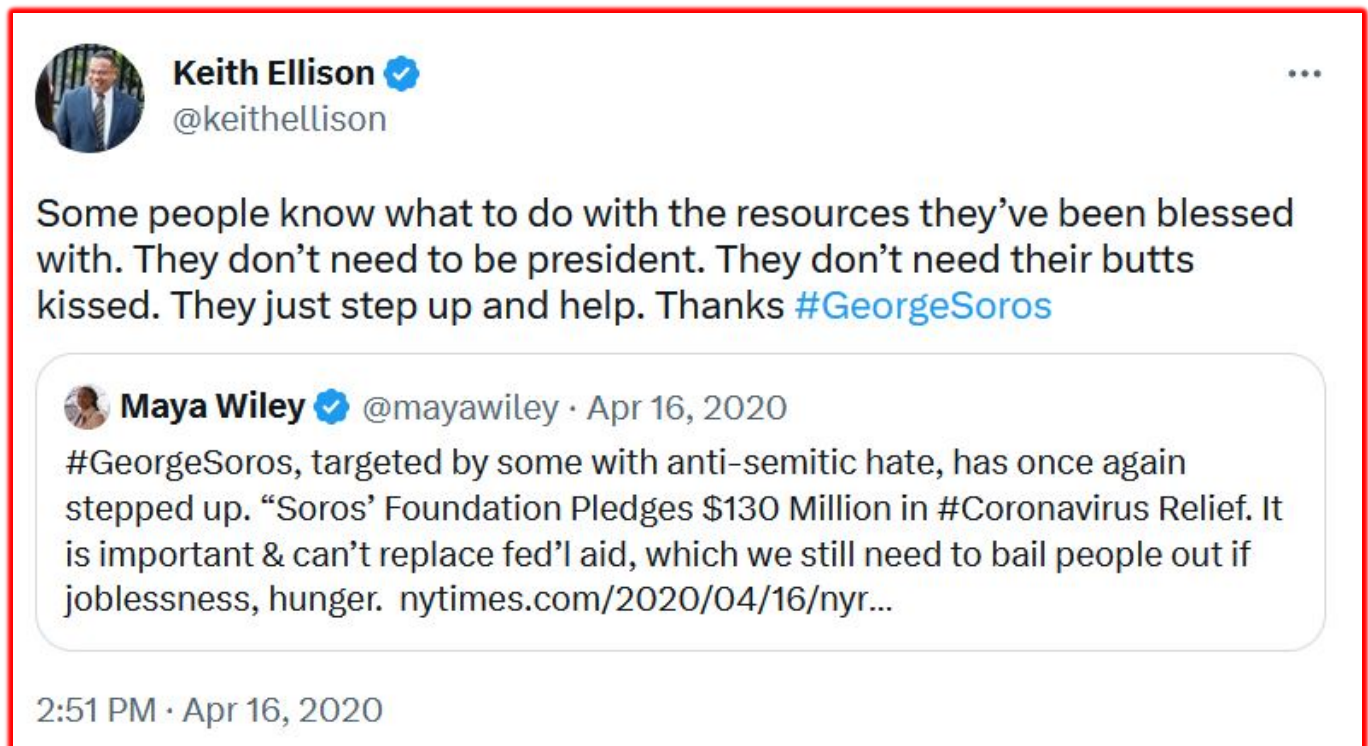 Keith Ellison
@keithellison
Some people know what to do with the resources they’ve been blessed
with. They don’t need to be president. They don’t need their butts
kissed. They just step up and help. Thanks #GeorgeSoros
Maya Wiley @mayawiley · Apr 16, 2020
#GeorgeSoros, targeted by some with anti-semitic hate, has once again
stepped up. “Soros’ Foundation Pledges $130 Million in #Coronavirus Relief. It
is important & can’t replace fed’l aid, which we still need to bail people out if
joblessness, hunger. nytimes.com/2020/04/16/nyr...
2:51 PM · Apr 16, 2020